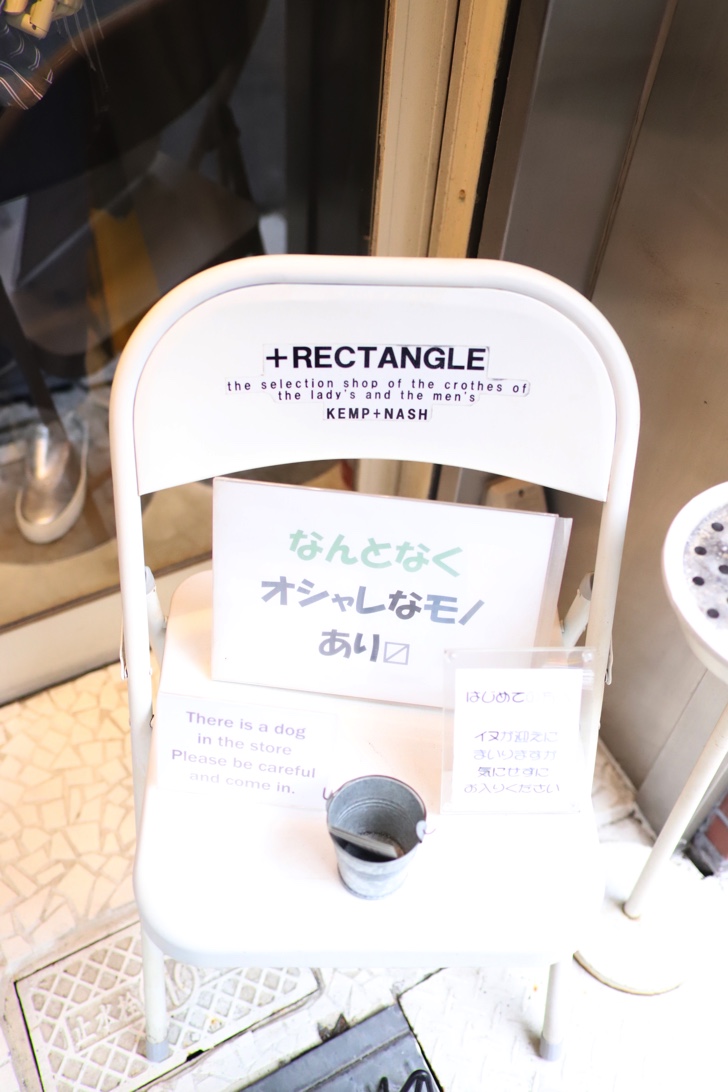 +RECTANGLE
the selection shop of the crothes of
the lady's and the men's
KEMP+NASH
なんとなく
オシャレなモノ
あり〼
There is a dog
in the store
Please be careful
and come in.
はじめて
イヌが迎えに
まいりますが
気にせずに
お入りください